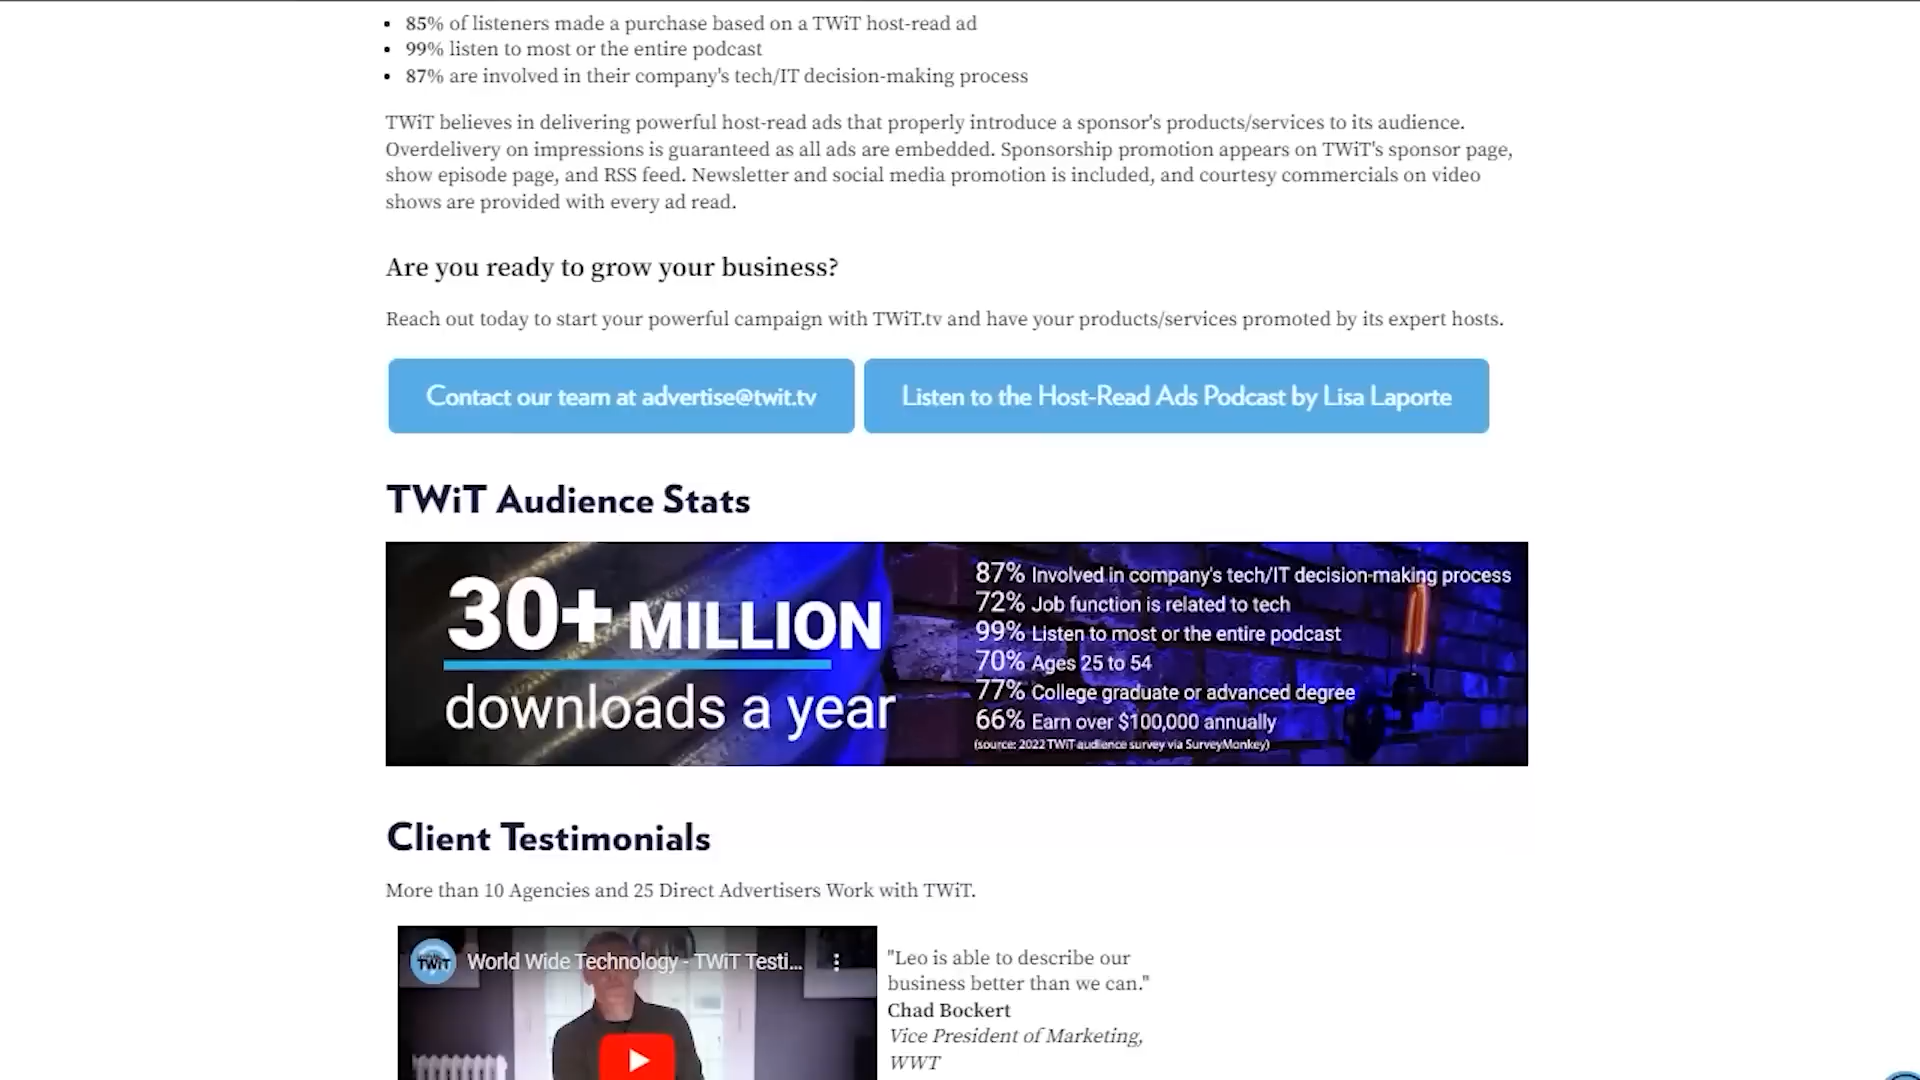 85% of listeners made a purchase based on a TWiT host-read ad
99% listen to most or the entire podcast
87% are involved in their company's tech/IT decision-making process
TWiT believes in delivering powerful host-read ads that properly introduce a sponsor's products/services to its audience.
Overdelivery on impressions is guaranteed as all ads are embedded. Sponsorship promotion appears on TWiT's sponsor page,
show episode page, and RSS feed. Newsletter and social media promotion is included, and courtesy commercials on video
shows are provided with every ad read.
Are you ready to grow your business?
Reach out today to start your powerful campaign with TWiT.tv and have your products/services promoted by its expert hosts.
Contact our team at advertise@twit.tv
Listen to the Host-Read Ads Podcast by Lisa Laporte
TWiT Audience Stats
30+ MILLION
downloads a year
87% Involved in company's tech/IT decision-making process
72% Job function is related to tech
99% Listen to most or the entire podcast
70% Ages 25 to 54
77% College graduate or advanced degree
66% Earn over $100,000 annually
(source: 2022 TWiT audience survey via SurveyMonkey)
Client Testimonials
More than 10 Agencies and 25 Direct Advertisers Work with TWiT.
TWiT
World Wide Technology - TWiT Testi...
"Leo is able to describe our
business better than we can."
Chad Bockert
Vice President of Marketing,
WWT